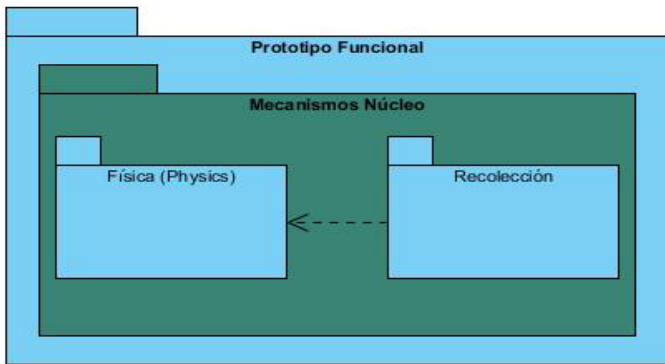 Prototipo Funcional
Mecanismos Núcleo
Física (Physics)
Recolección